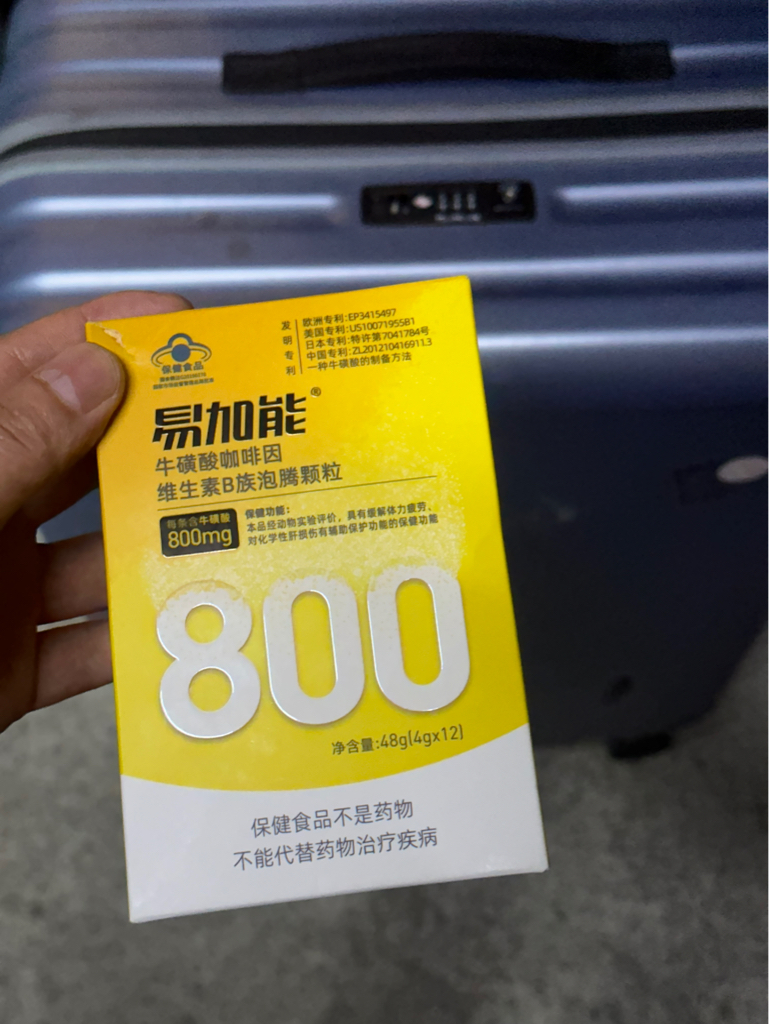 保健食品
发明专利
欧洲专利:EP3415497
美国专利:US10071955B1
日本专利:特许第7041784号
中国专利:ZL201210416911.3
一种牛磺酸的制备方法
易加能®
牛磺酸咖啡因
维生素B族泡腾颗粒
每条含牛磺酸
800mg
保健功能:
本品经动物实验评价，具有缓解体力疲劳、
对化学性肝损伤有辅助保护功能的保健功能
800
净含量:48g(4gx12)
保健食品不是药物
不能代替药物治疗疾病